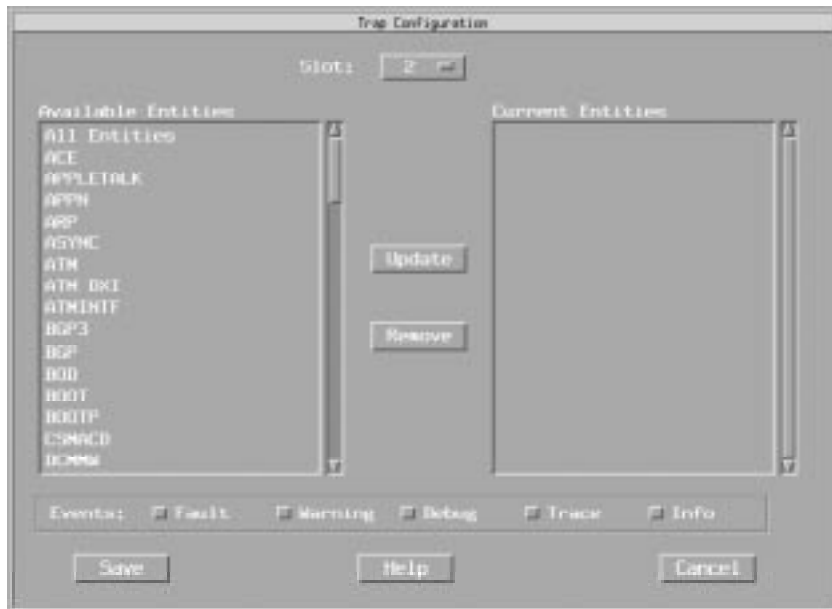 Trap Configuration
Slot: 2
Available Entities
Current Entities
All Entities
ACE
APPLETALK
APPN
ARP
ASYNC
ATM
ATM DXI
ATMINTF
BGP3
BGP
BOD
BOOT
BOOTP
CSMACD
DCMMW
Update
Remove
Events: Fault Warning Debug Trace Info
Save Help Cancel